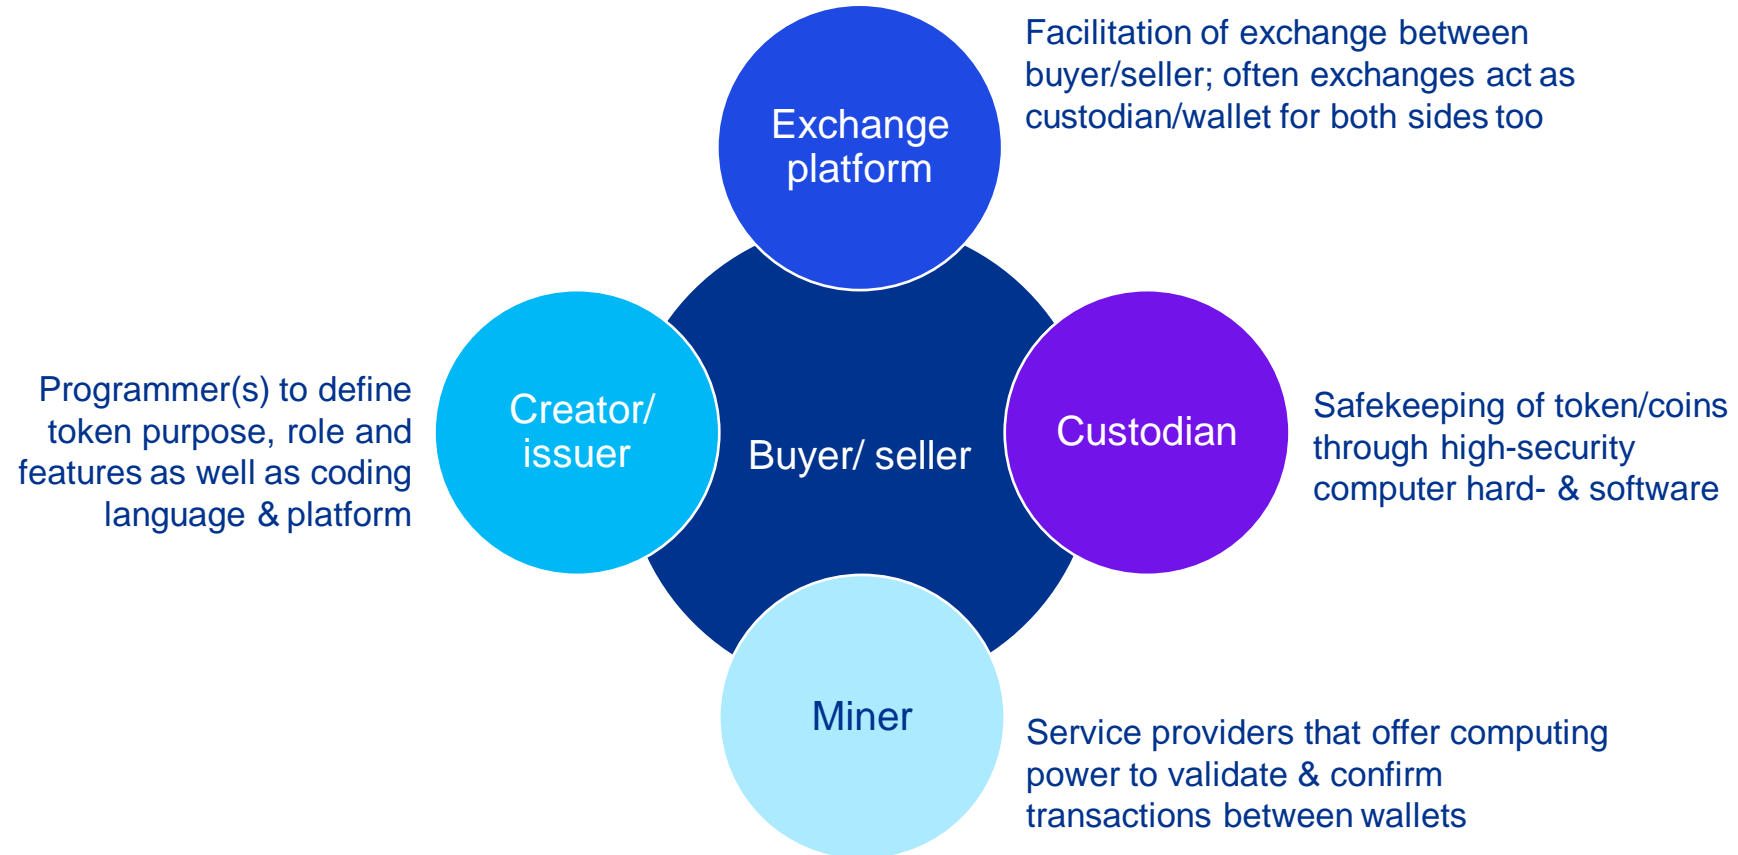 Facilitation of exchange between
buyer/seller; often exchanges act as
custodian/wallet for both sides too
Exchange
platform
Programmer(s) to define
token purpose, role and
features as well as coding
language & platform
Creator/
issuer
Buyer/ seller
Custodian
Safekeeping of token/coins
through high-security
computer hard- & software
Miner
Service providers that offer computing
power to validate & confirm
transactions between wallets